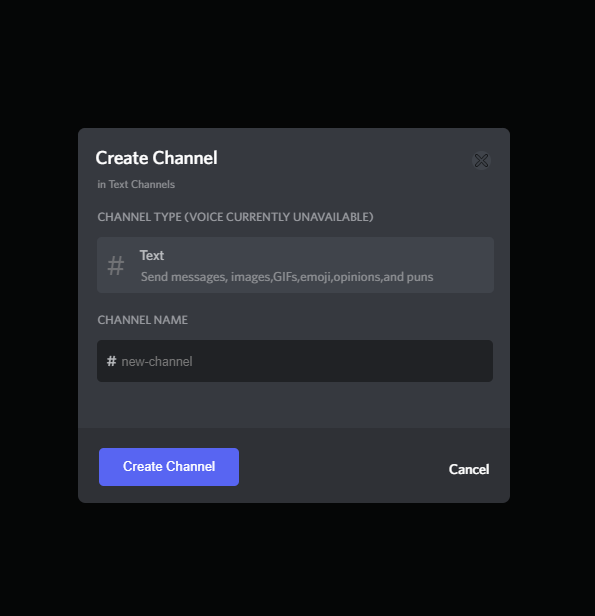 Create Channel
in Text Channels
CHANNEL TYPE (VOICE CURRENTLY UNAVAILABLE)
Text
# Send messages, images,GIFs,emoji,opinions,and puns
CHANNEL NAME
# new-channel
Create Channel Cancel